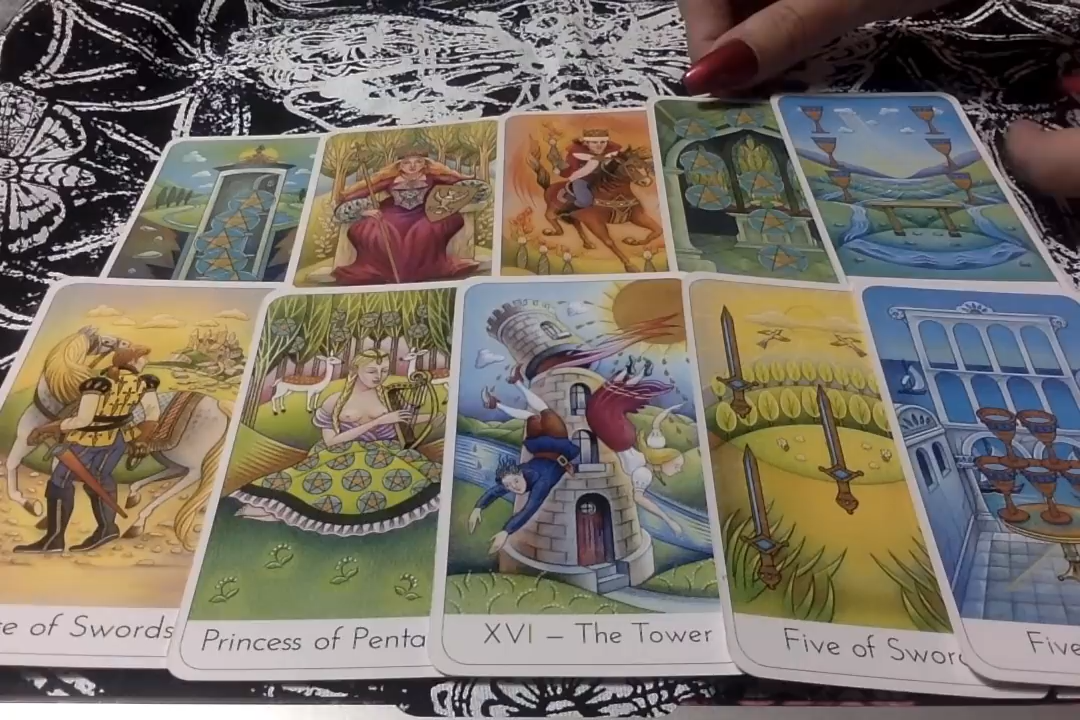 of Swords
Princess of Penta
XVI – The Tower
Five of Swor
Five